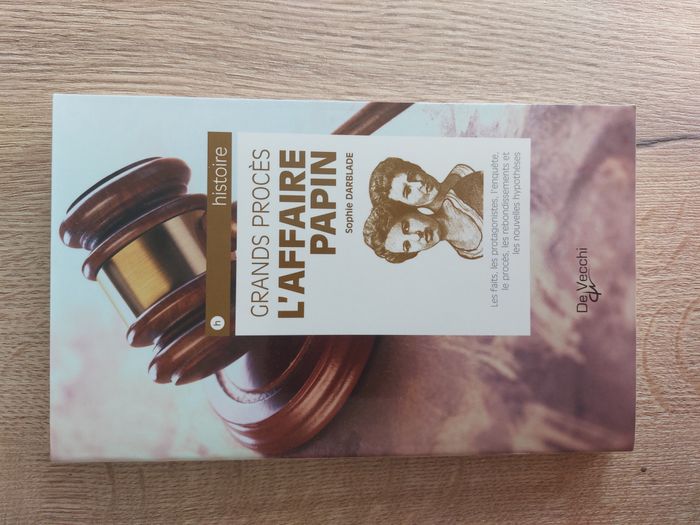 h histoire
GRANDS PROCÈS
L'AFFAIRE
PAPIN
Sophie DARBLADE
Les faits, les protagonistes, l'enquête,
le procès, les rebondissements et
les nouvelles hypothèses
De Vecchi